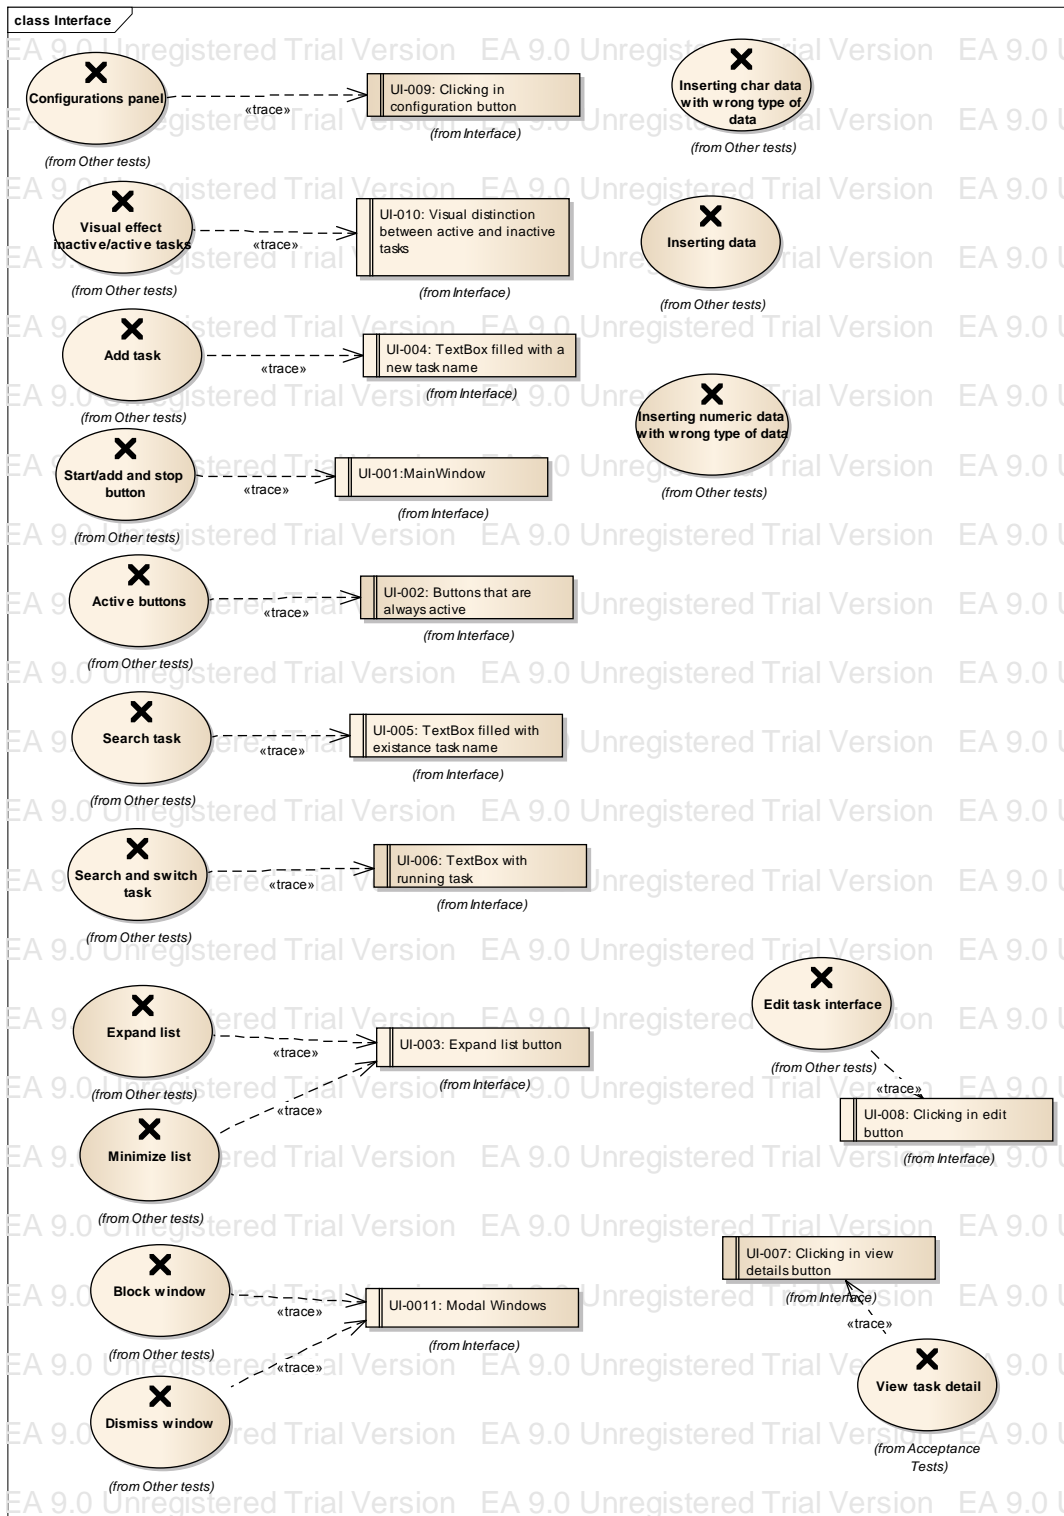 class Interface
EA 9.0 Unregistered Trial Version EA 9.0 Unregistered Trial Version EA 9.0 U
Configurations panel
(from Other tests)
«trace»
UI-009: Clicking in
configuration button
(from Interface)
Inserting char data
with wrong type of
data
(from Other tests)
Visual effect
inactive/active tasks
(from Other tests)
«trace»
UI-010: Visual distinction
between active and inactive
tasks
(from Interface)
Inserting data
(from Other tests)
Add task
(from Other tests)
«trace»
UI-004: TextBox filled with a
new task name
(from Interface)
Inserting numeric data
with wrong type of data
(from Other tests)
Start/add and stop
button
(from Other tests)
«trace»
UI-001:MainWindow
(from Interface)
Active buttons
(from Other tests)
«trace»
UI-002: Buttons that are
always active
(from Interface)
Search task
(from Other tests)
«trace»
UI-005: TextBox filled with
existance task name
(from Interface)
Search and switch
task
(from Other tests)
«trace»
UI-006: TextBox with
running task
(from Interface)
Expand list
(from Other tests)
«trace»
UI-003: Expand list button
(from Interface)
Minimize list
(from Other tests)
«trace»
Edit task interface
(from Other tests)
«trace»
UI-008: Clicking in edit
button
(from Interface)
Block window
(from Other tests)
«trace»
UI-0011: Modal Windows
(from Interface)
Dismiss window
(from Other tests)
«trace»
UI-007: Clicking in view
details button
(from Interface)
«trace»
View task detail
(from Acceptance
Tests)